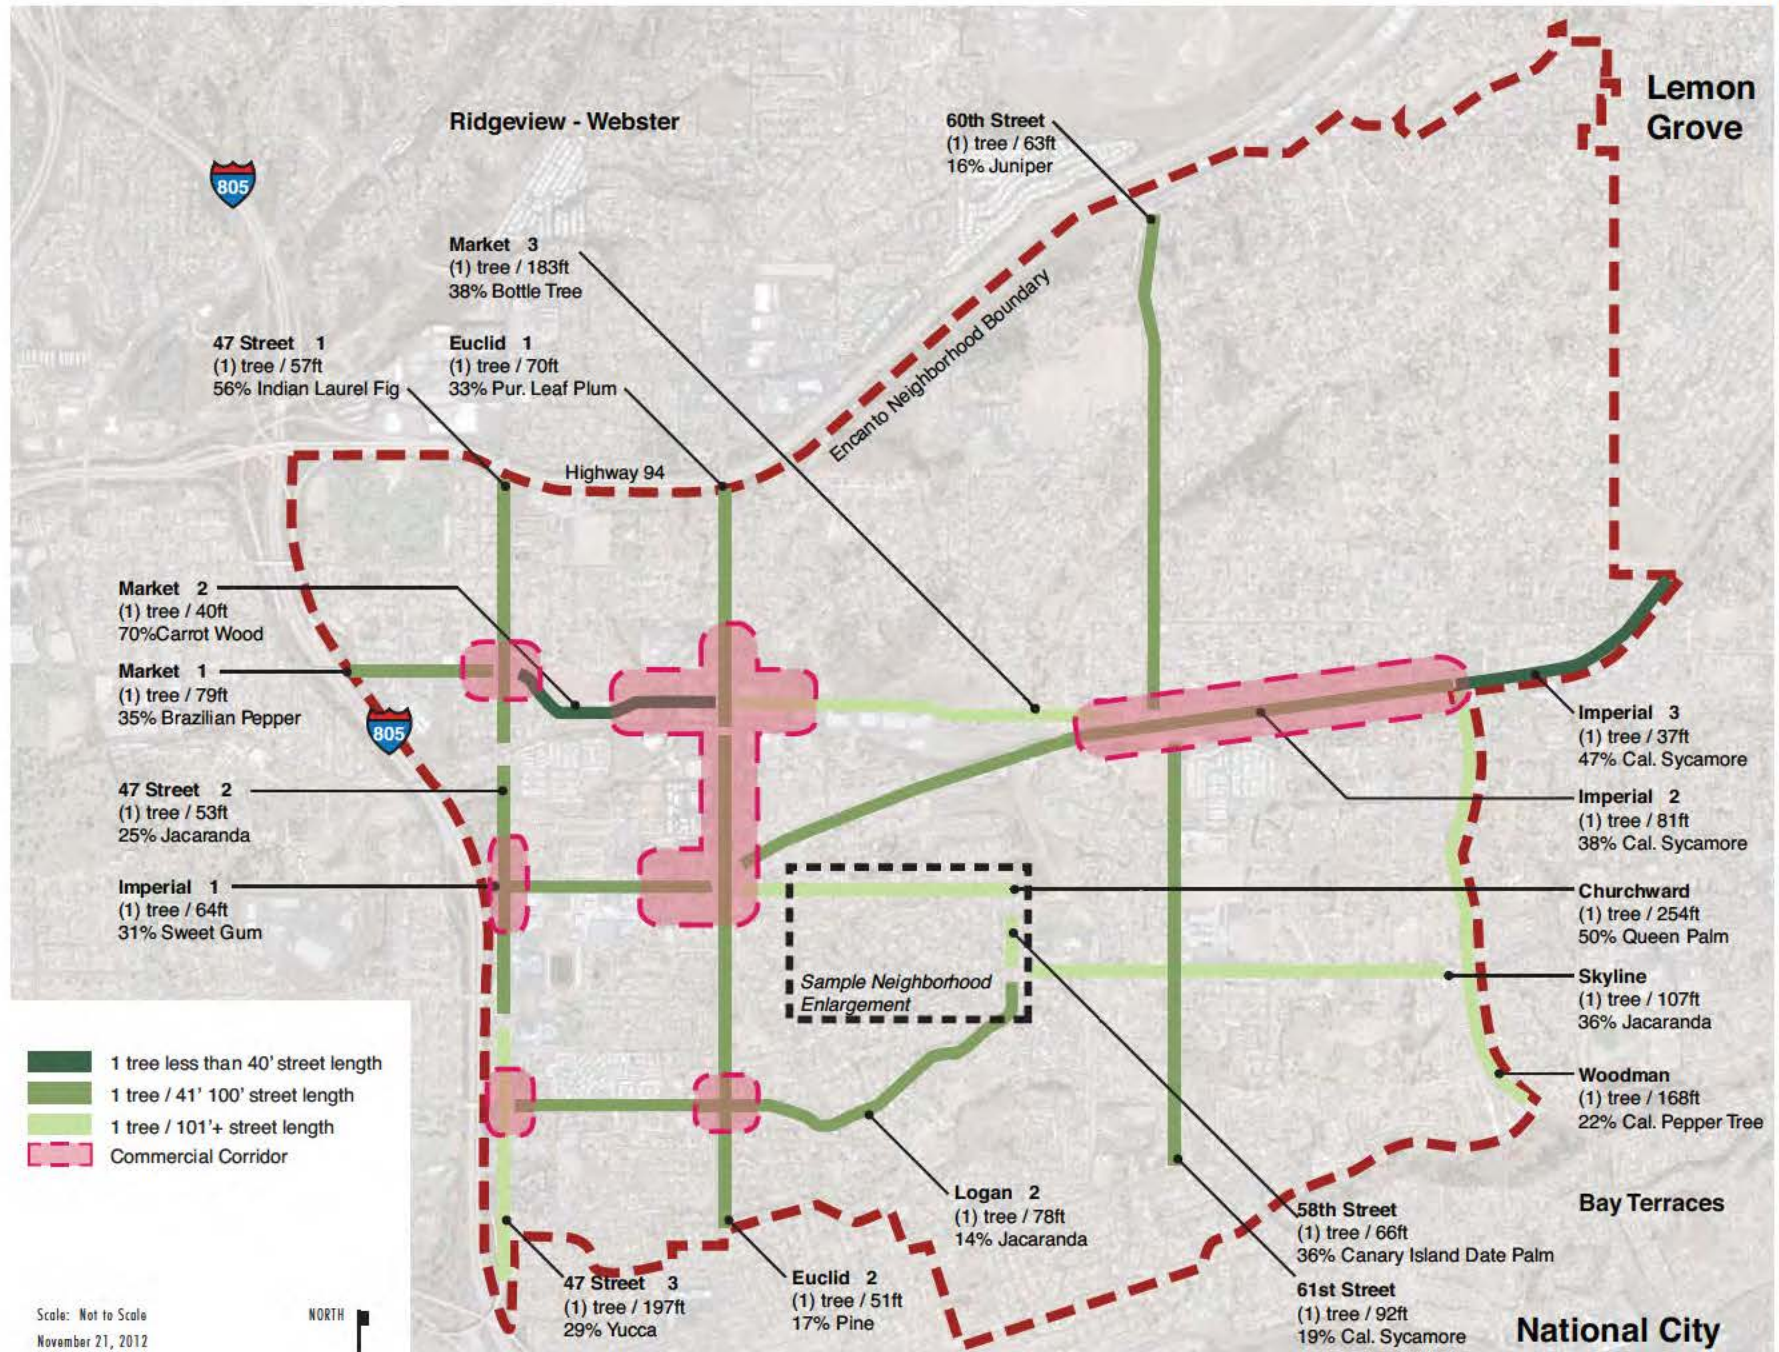 Lemon
Grove
Ridgeview - Webster
60th Street
(1) tree / 63ft
16% Juniper
805
Market 3
(1) tree / 183ft
38% Bottle Tree
47 Street 1
(1) tree / 57ft
56% Indian Laurel Fig
Euclid 1
(1) tree / 70ft
33% Pur. Leaf Plum
Encanto Neighborhood Boundary
Highway 94
Market 2
(1) tree / 40ft
70%Carrot Wood
Market 1
(1) tree / 79ft
35% Brazilian Pepper
805
47 Street 2
(1) tree / 53ft
25% Jacaranda
Imperial 1
(1) tree / 64ft
31% Sweet Gum
Imperial 3
(1) tree / 37ft
47% Cal. Sycamore
Imperial 2
(1) tree / 81ft
38% Cal. Sycamore
Churchward
(1) tree / 254ft
50% Queen Palm
Skyline
(1) tree / 107ft
36% Jacaranda
Woodman
(1) tree / 168ft
22% Cal. Pepper Tree
Sample Neighborhood
Enlargement
1 tree less than 40' street length
1 tree / 41' 100' street length
1 tree / 101'+ street length
Commercial Corridor
Logan 2
(1) tree / 78ft
14% Jacaranda
58th Street
(1) tree / 66ft
36% Canary Island Date Palm
Bay Terraces
47 Street 3
(1) tree / 197ft
29% Yucca
Euclid 2
(1) tree / 51ft
17% Pine
61st Street
(1) tree / 92ft
19% Cal. Sycamore
National City
Scale: Not to Scale
November 21, 2012
NORTH